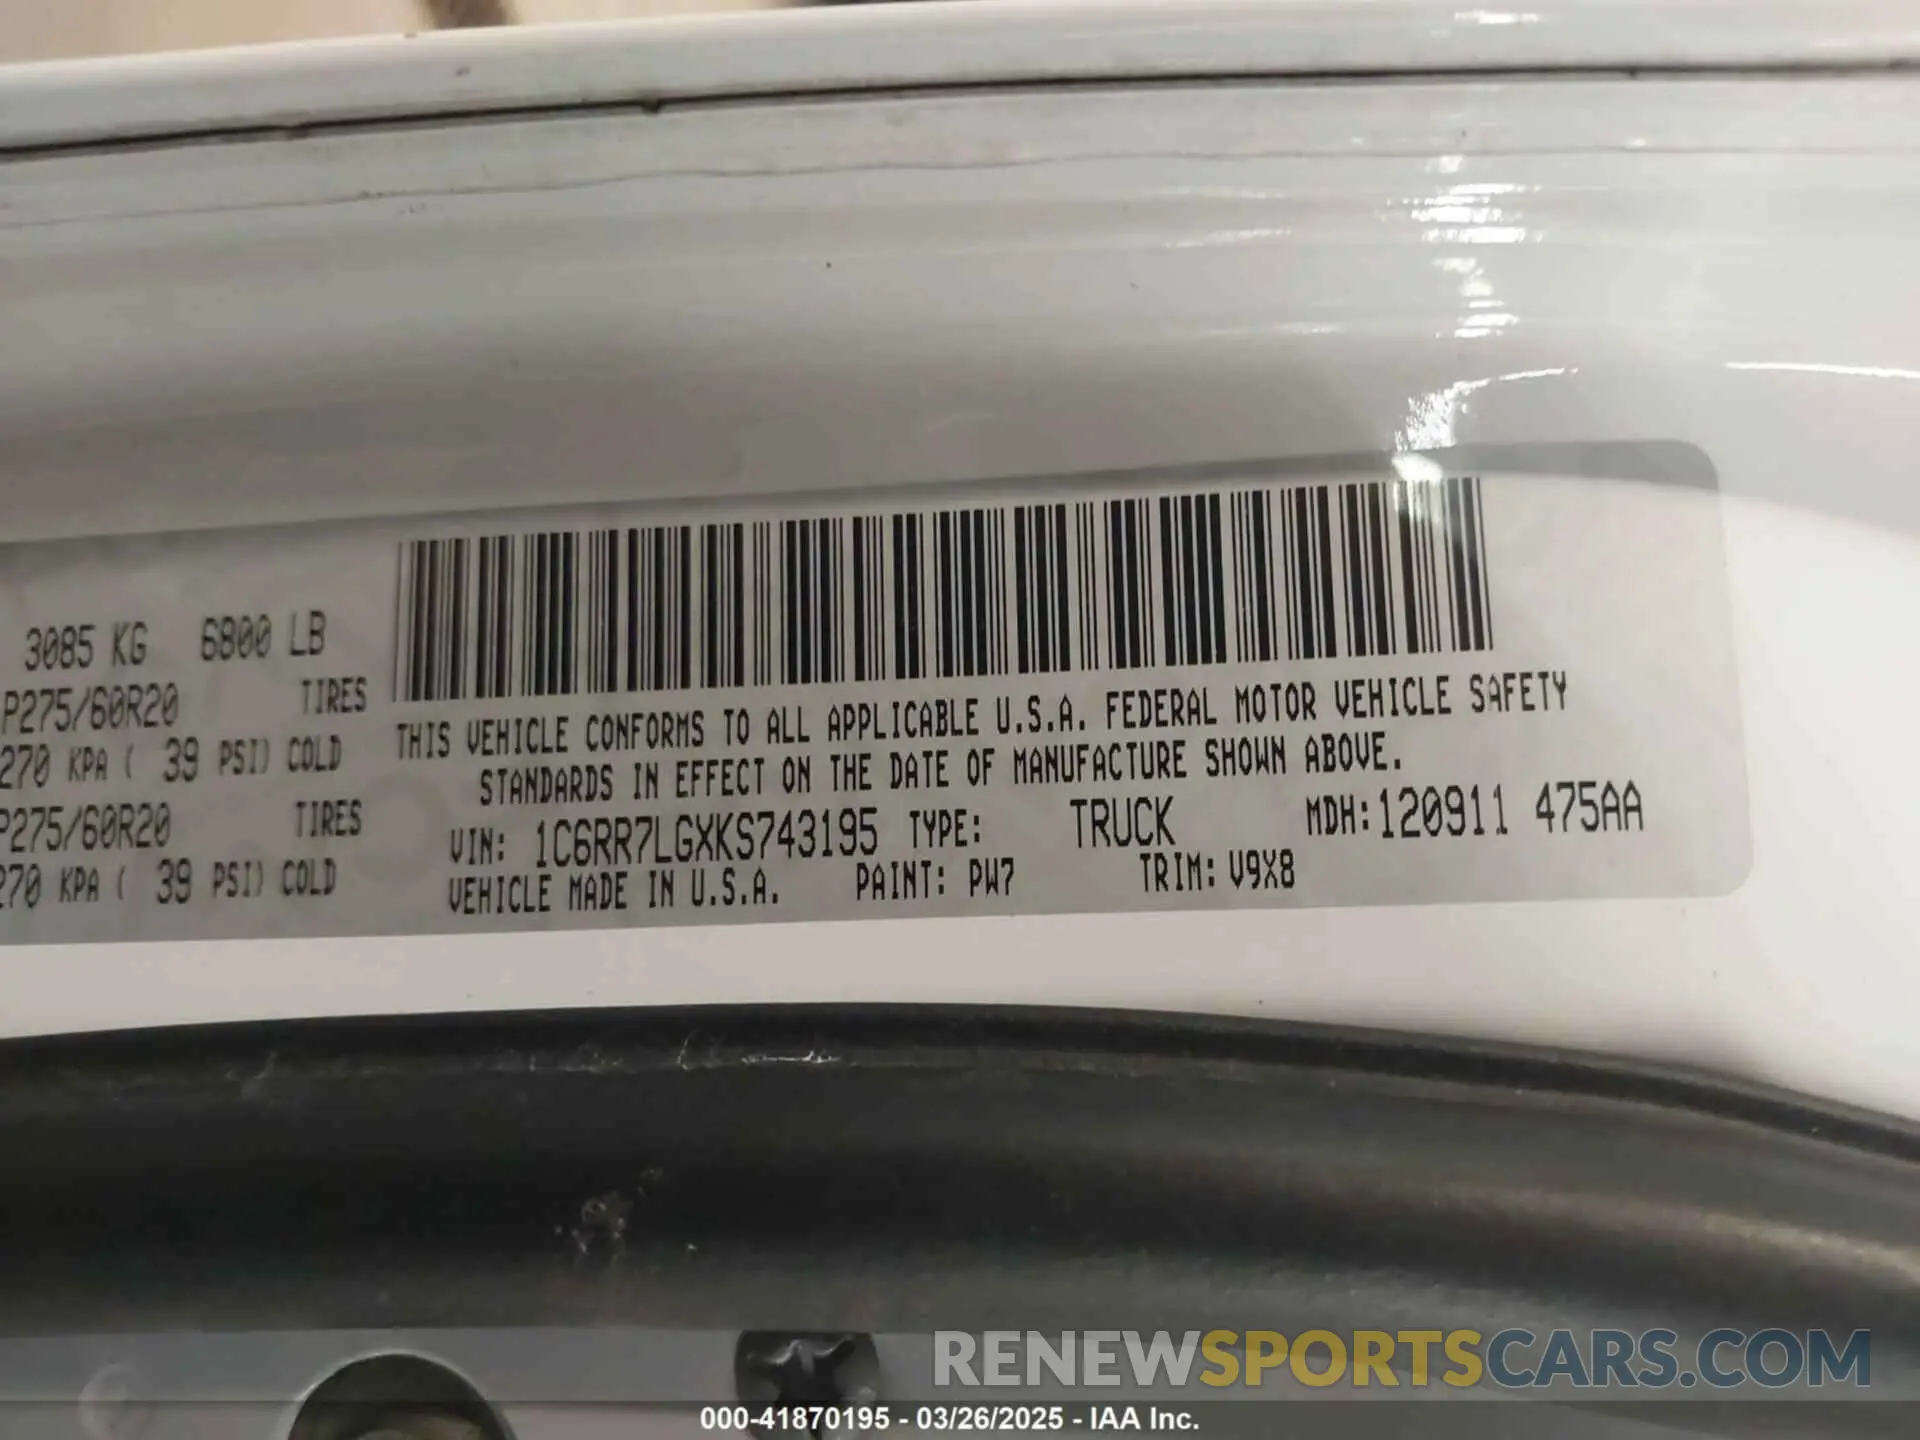 3085 KG 6800 LB
P275/60R20 TIRES
270 KPA ( 39 PSI) COLD
P275/60R20 TIRES
270 KPA ( 39 PSI) COLD
THIS VEHICLE CONFORMS TO ALL APPLICABLE U.S.A. FEDERAL MOTOR VEHICLE SAFETY
STANDARDS IN EFFECT ON THE DATE OF MANUFACTURE SHOWN ABOVE.
VIN: 1C6RR7LGXKS743195 TYPE: TRUCK MDH:120911 475AA
VEHICLE MADE IN U.S.A. PAINT: PW7 TRIM: V9X8
RENEWSPORTSCARS.COM
000-41870195 - 03/26/2025 - IAA Inc.